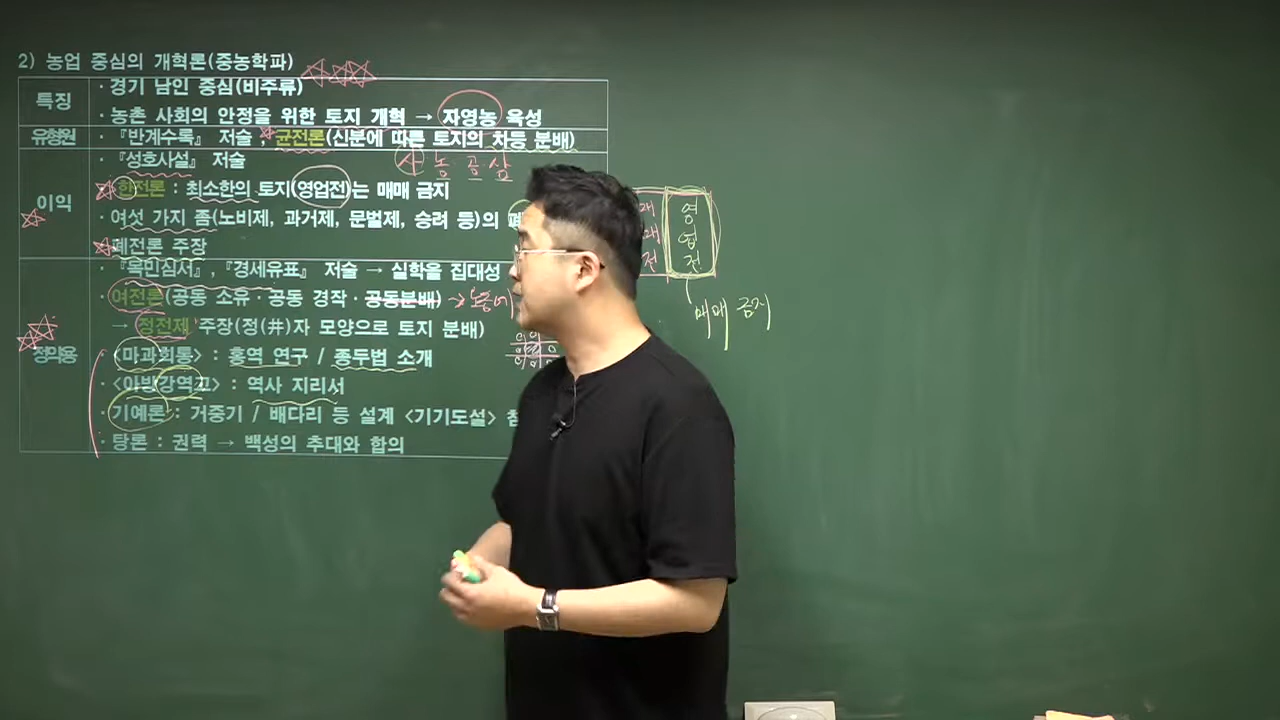 2) 농업 중심의 개혁론(중농학파)
특징
· 경기 남인 중심(비주류)
· 농촌 사회의 안정을 위한 토지 개혁 → 자영농 육성
유형원
· 『반계수록』 저술, 균전론(신분에 따른 토지의 차등 분배)
사 농 공 상
이익
· 『성호사설』 저술
· 한전론 : 최소한의 토지(영업전)는 매매 금지
· 여섯 가지 좀(노비제, 과거제, 문벌제, 승려 등)의
· 폐전론 주장
정약용
· 『목민심서』, 『경세유표』 저술 → 실학을 집대성
· 여전론(공동 소유 · 공동 경작 · 공동분배) →
→ 정전제 주장(정(井)자 모양으로 토지 분배)
· <마과회통> : 홍역 연구 / 종두법 소개
· <아방강역고> : 역사 지리서
· 기예론 : 거중기 / 배다리 등 설계 <기기도설>
· 탕론 : 권력 → 백성의 추대와 합의
영업전
매매 금지